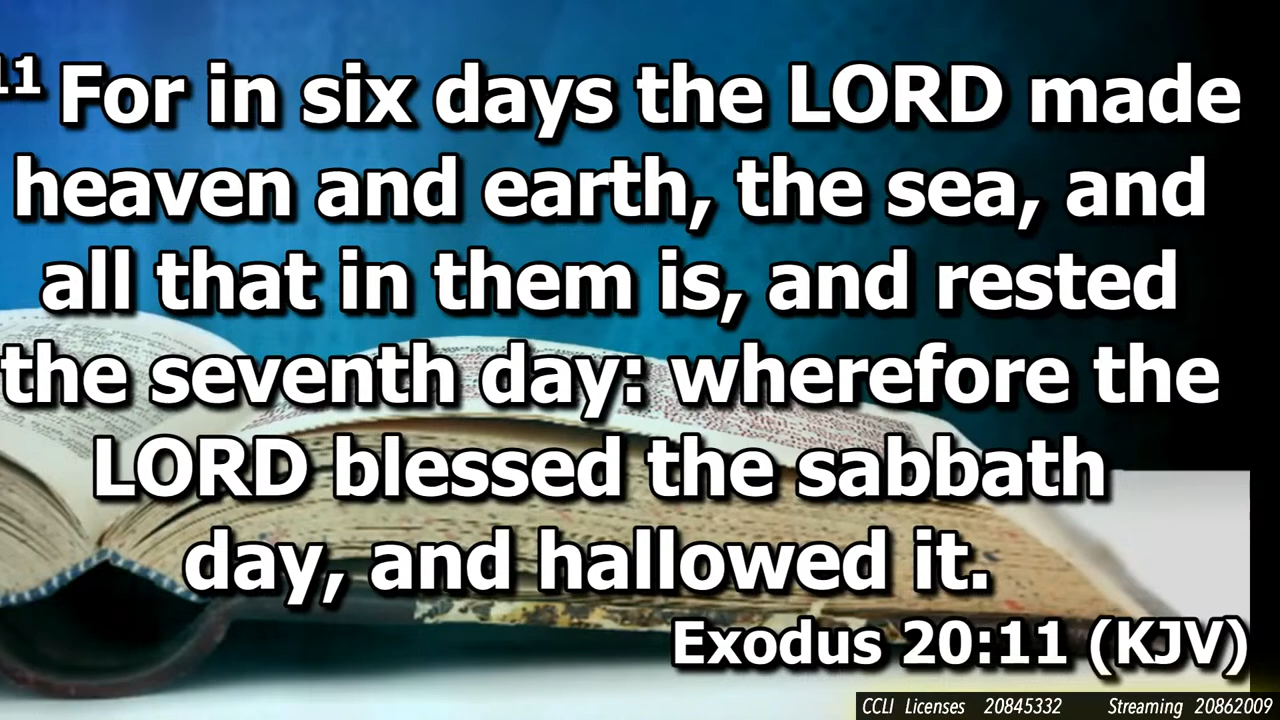 11 For in six days the LORD made
heaven and earth, the sea, and
all that in them is, and rested
the seventh day: wherefore the
LORD blessed the sabbath
day, and hallowed it.
Exodus 20:11 (KJV)
CCLI Licenses 20845332 Streaming 20862009